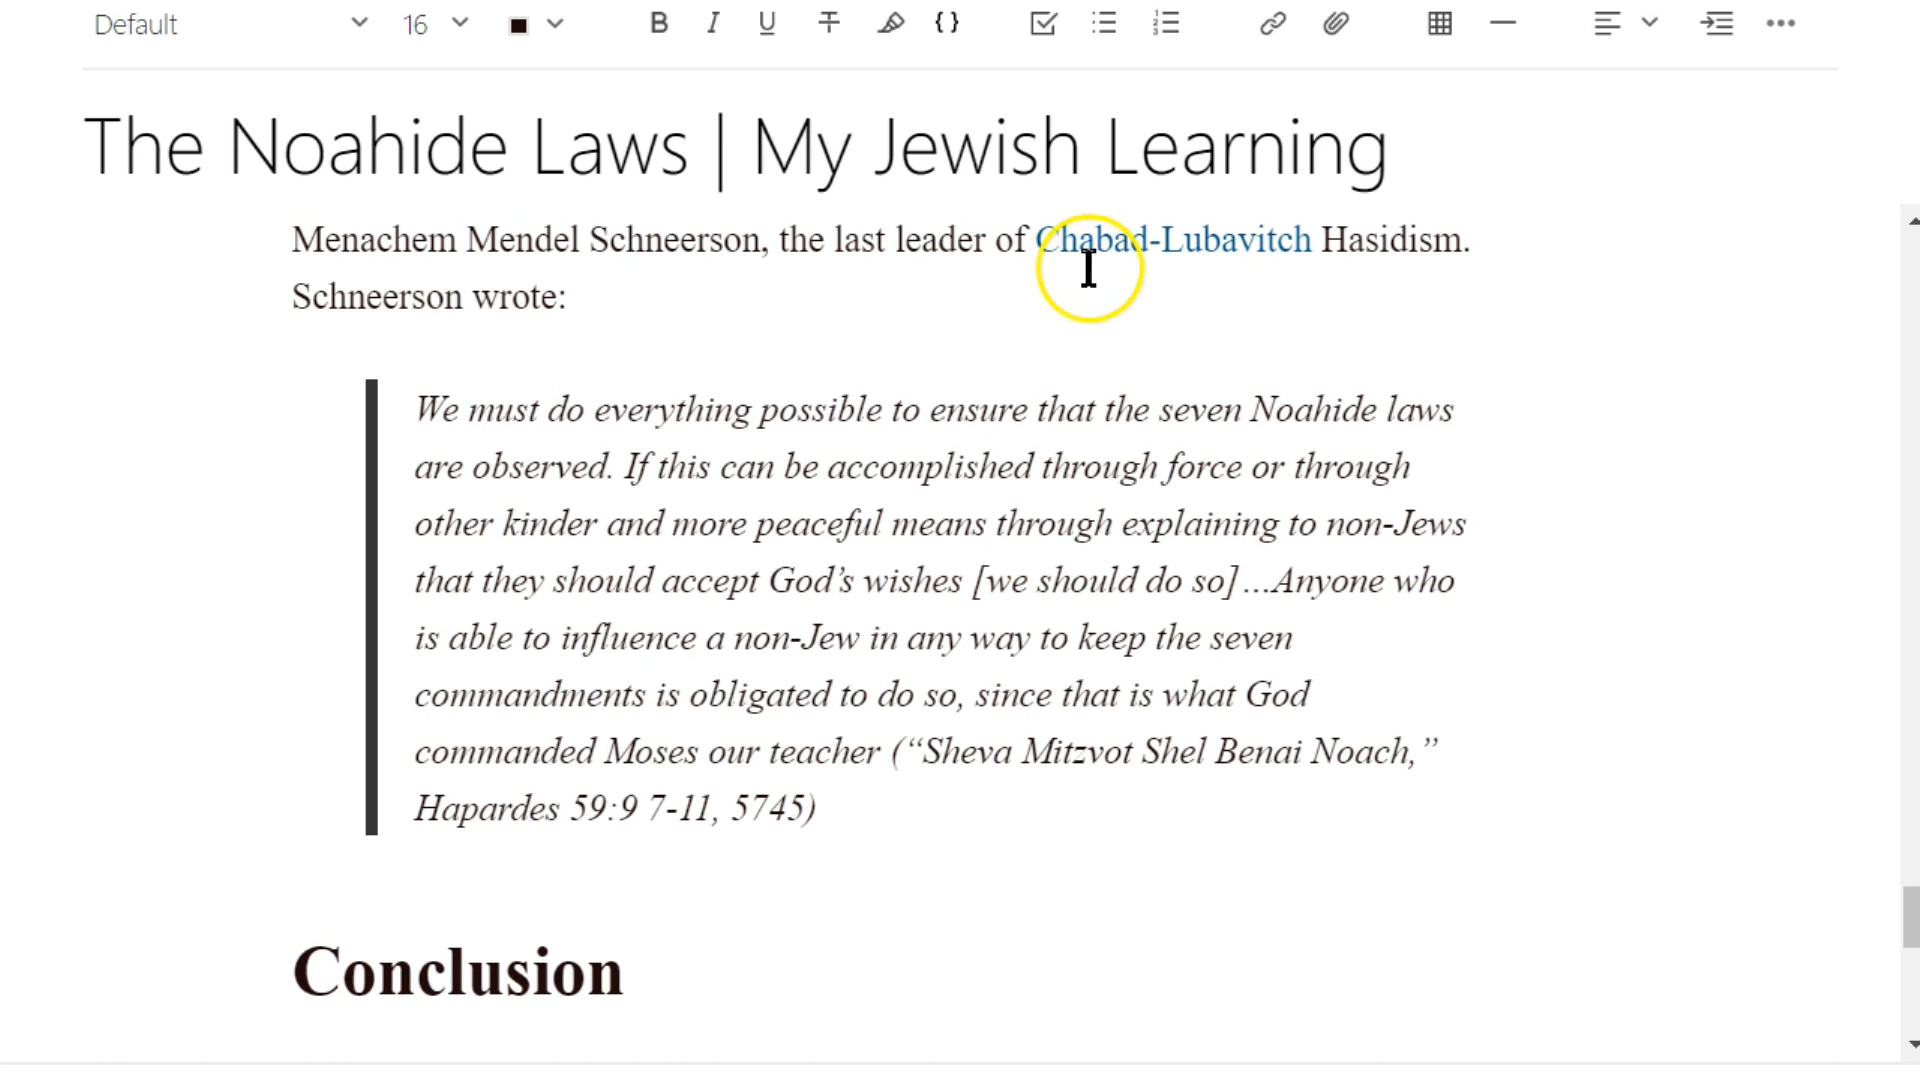 Default 16 B I U T {}
The Noahide Laws | My Jewish Learning
Menachem Mendel Schneerson, the last leader of Chabad-Lubavitch Hasidism.
Schneerson wrote:
We must do everything possible to ensure that the seven Noahide laws
are observed. If this can be accomplished through force or through
other kinder and more peaceful means through explaining to non-Jews
that they should accept God’s wishes [we should do so]…Anyone who
is able to influence a non-Jew in any way to keep the seven
commandments is obligated to do so, since that is what God
commanded Moses our teacher (“Sheva Mitzvot Shel Benai Noach,”
Hapardes 59:9 7-11, 5745)
Conclusion